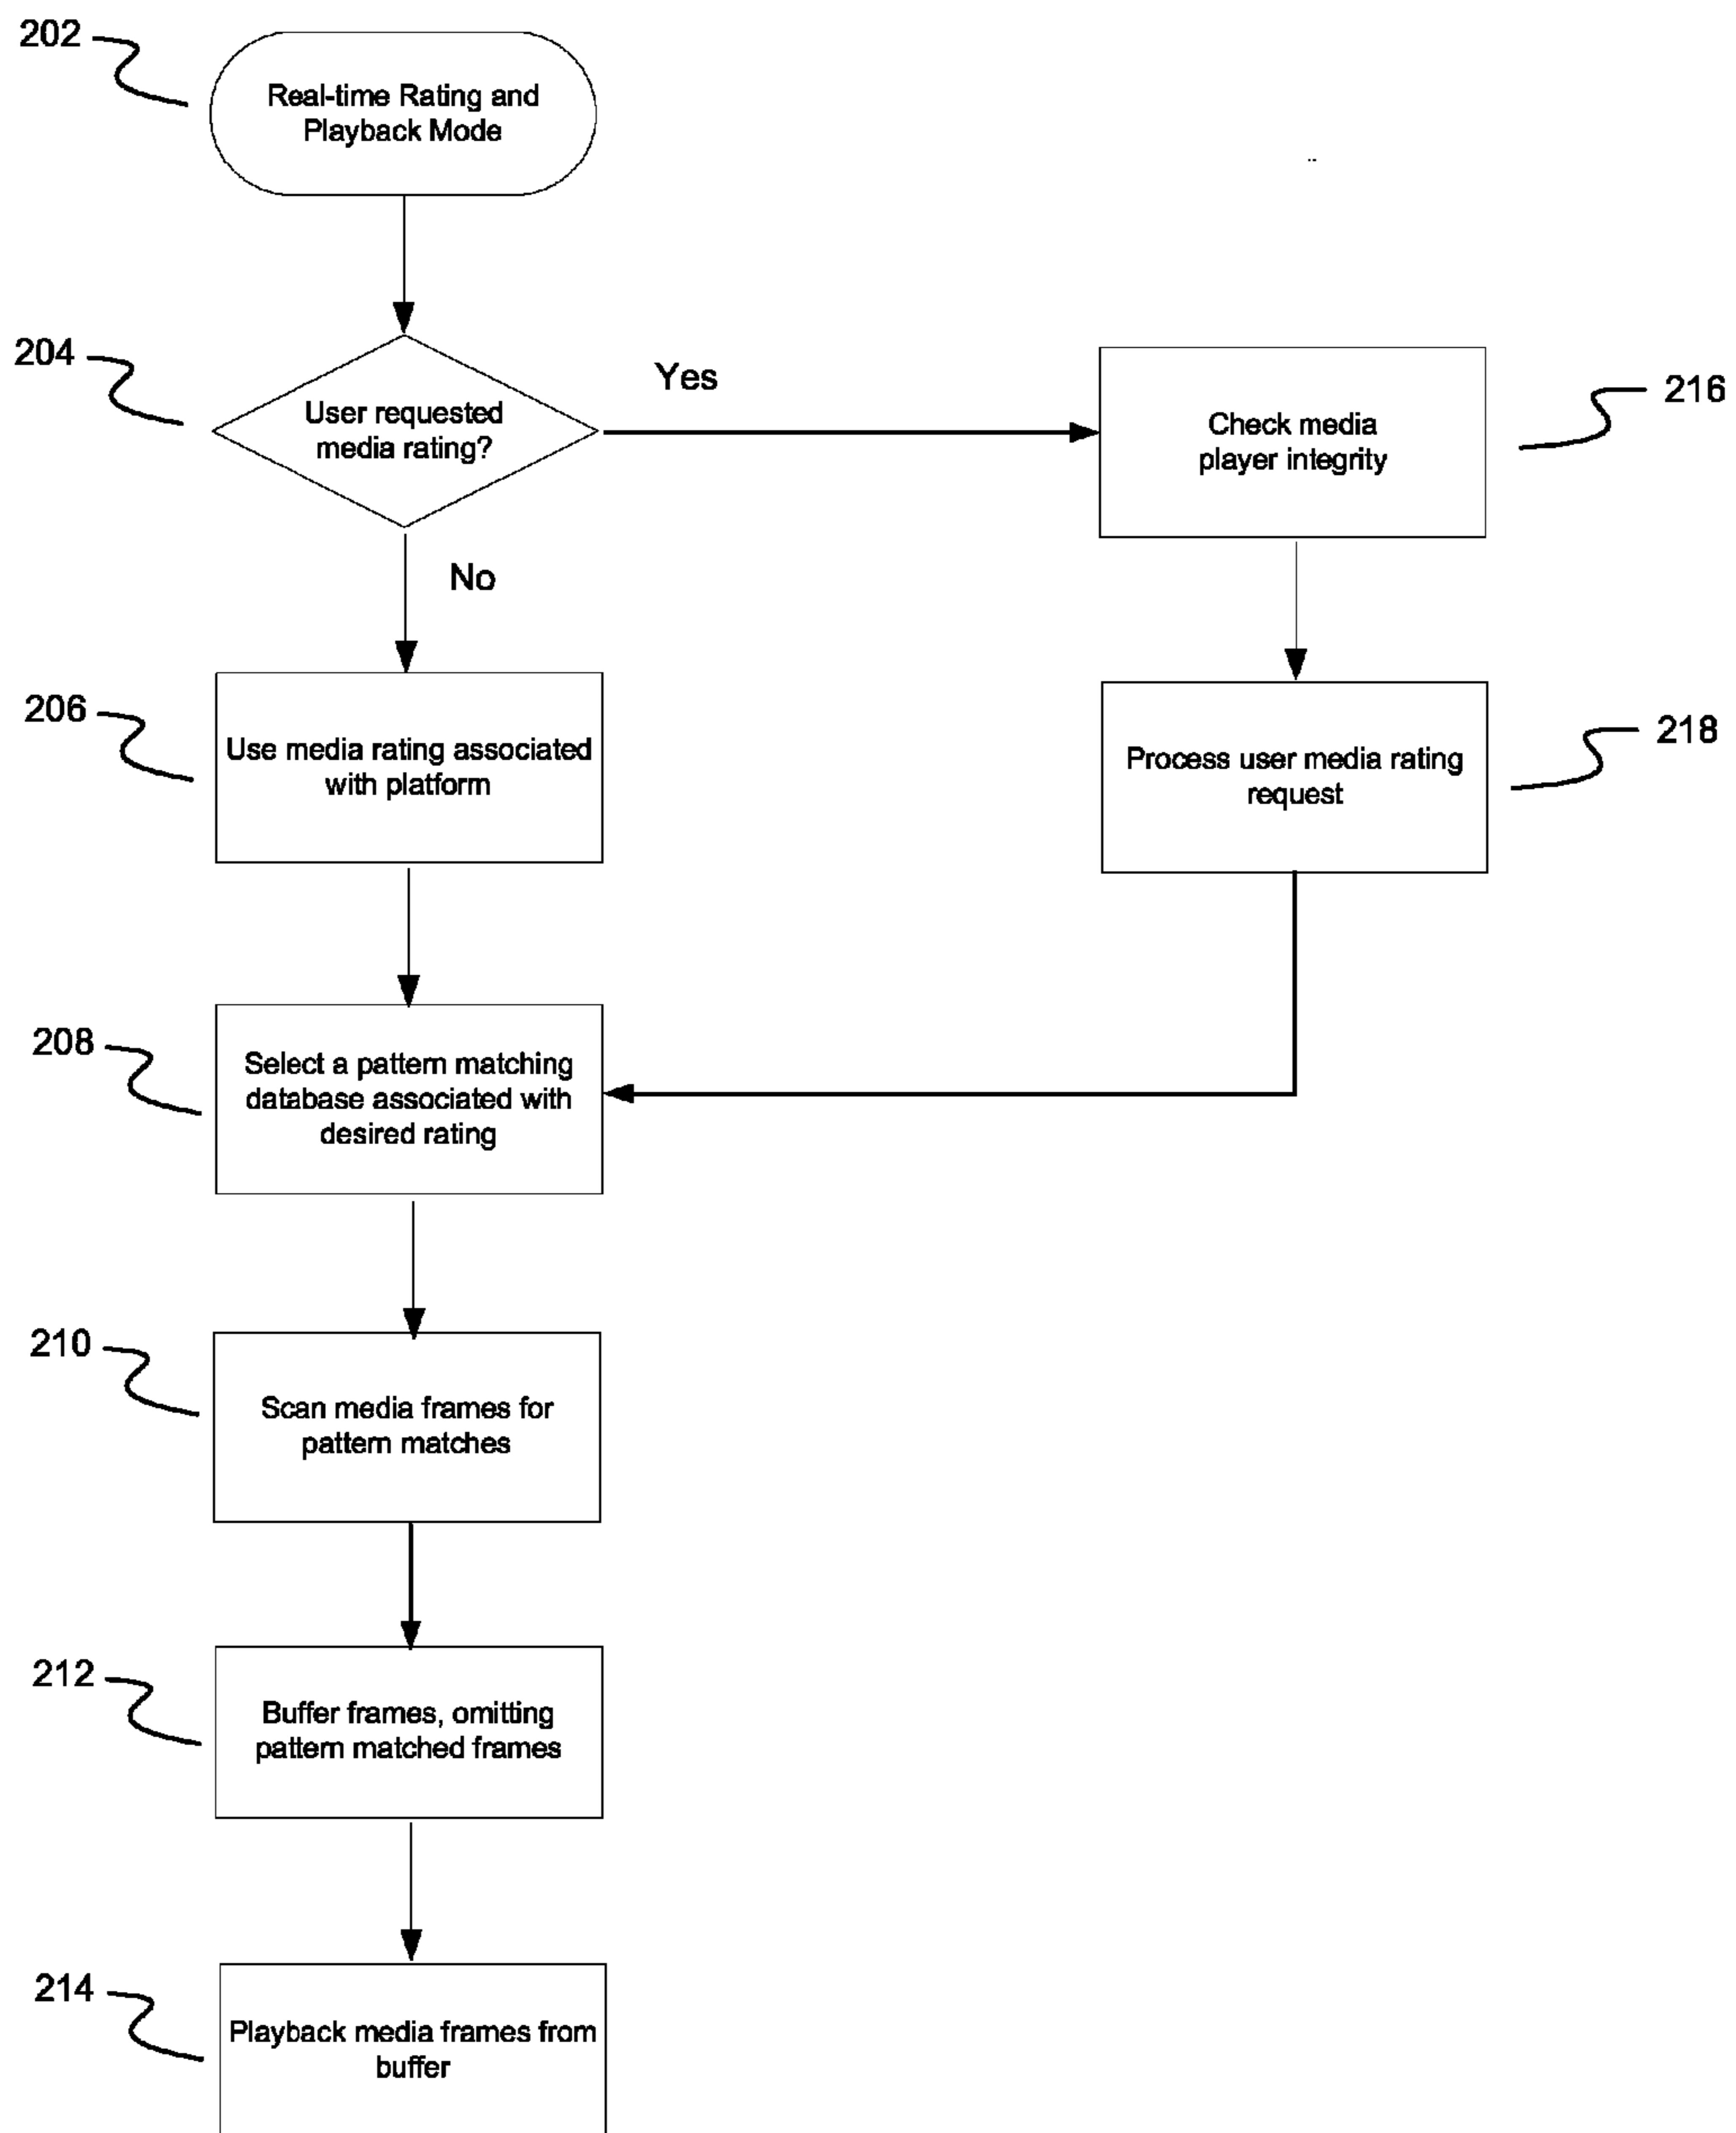 202
Real-time Rating and
Playback Mode
204
User requested
media rating?
Yes
No
216
Check media
player integrity
206
Use media rating associated
with platform
218
Process user media rating
request
208
Select a pattern matching
database associated with
desired rating
210
Scan media frames for
pattern matches
212
Buffer frames, omitting
pattern matched frames
214
Playback media frames from
buffer